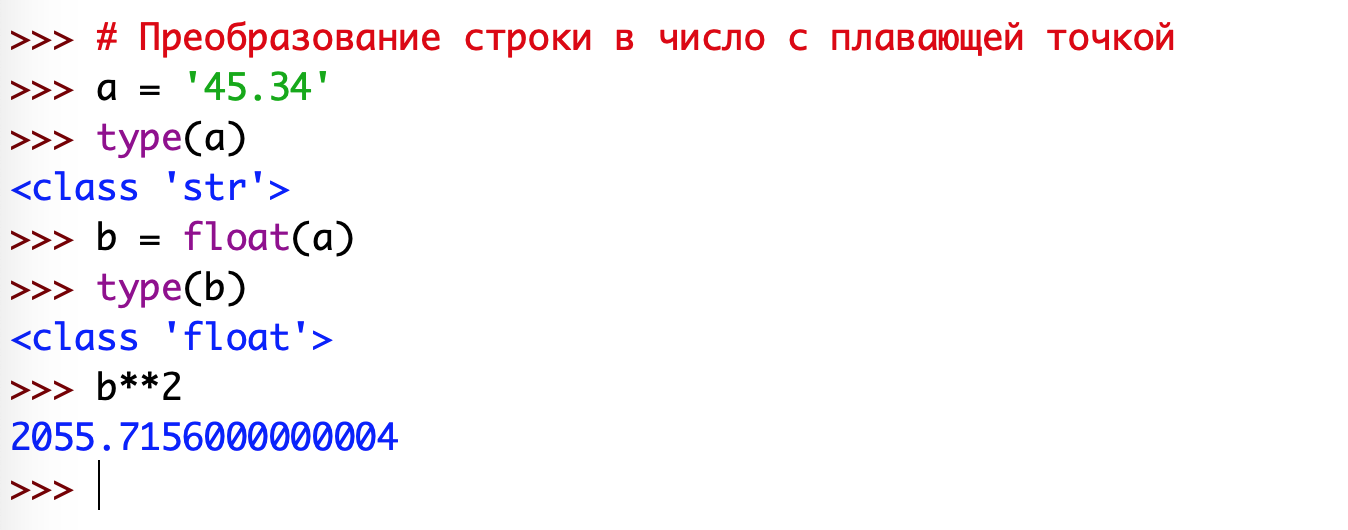 >>> # Преобразование строки в число с плавающей точкой
>>> a = '45.34'
>>> type(a)
<class 'str'>
>>> b = float(a)
>>> type(b)
<class 'float'>
>>> b**2
2055.7156000000004
>>>